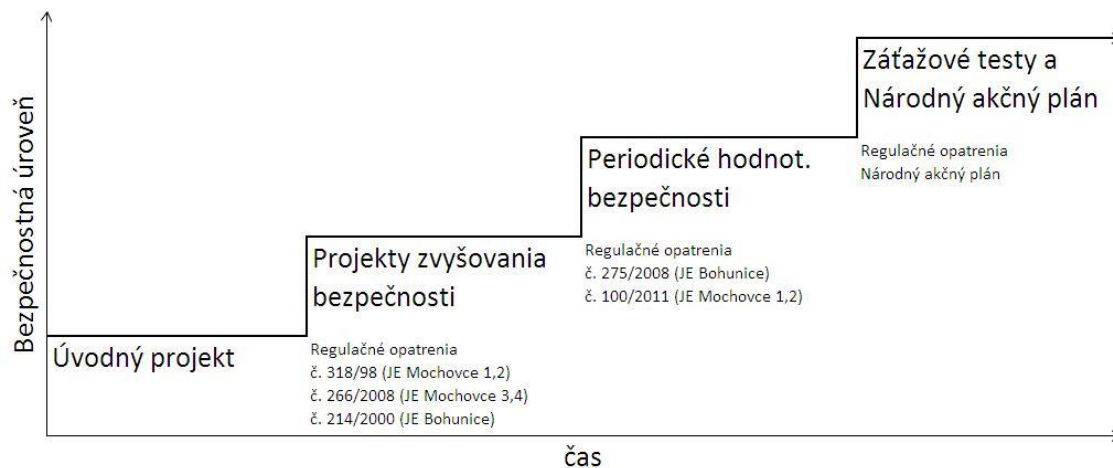 Bezpečnostná úroveň
Úvodný projekt
Projekty zvyšovania
bezpečnosti
Regulačné opatrenia
č. 318/98 (JE Mochovce 1,2)
č. 266/2008 (JE Mochovce 3,4)
č. 214/2000 (JE Bohunice)
Periodické hodnot.
bezpečnosti
Regulačné opatrenia
č. 275/2008 (JE Bohunice)
č. 100/2011 (JE Mochovce 1,2)
Záťažové testy a
Národný akčný plán
Regulačné opatrenia
Národný akčný plán
čas